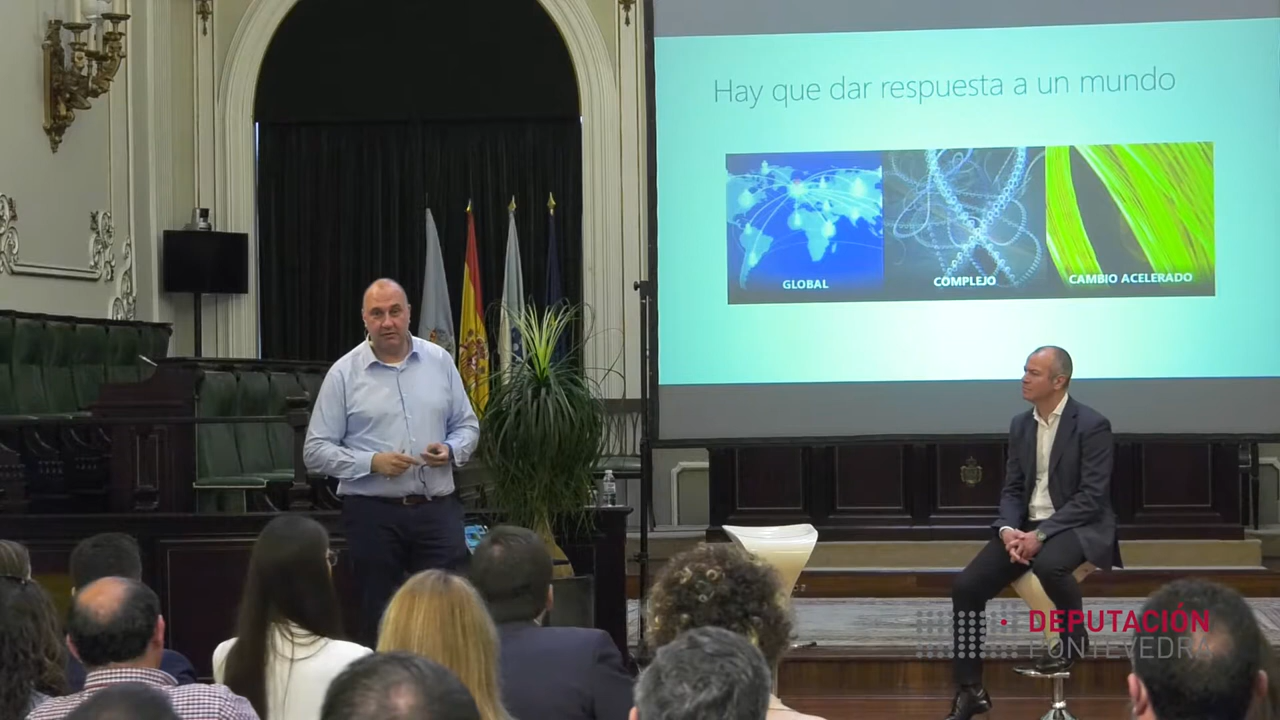 Hay que dar respuesta a un mundo
GLOBAL
COMPLEJO
CAMBIO ACELERADO
DEPUTACIÓN
PONTEVEDRA